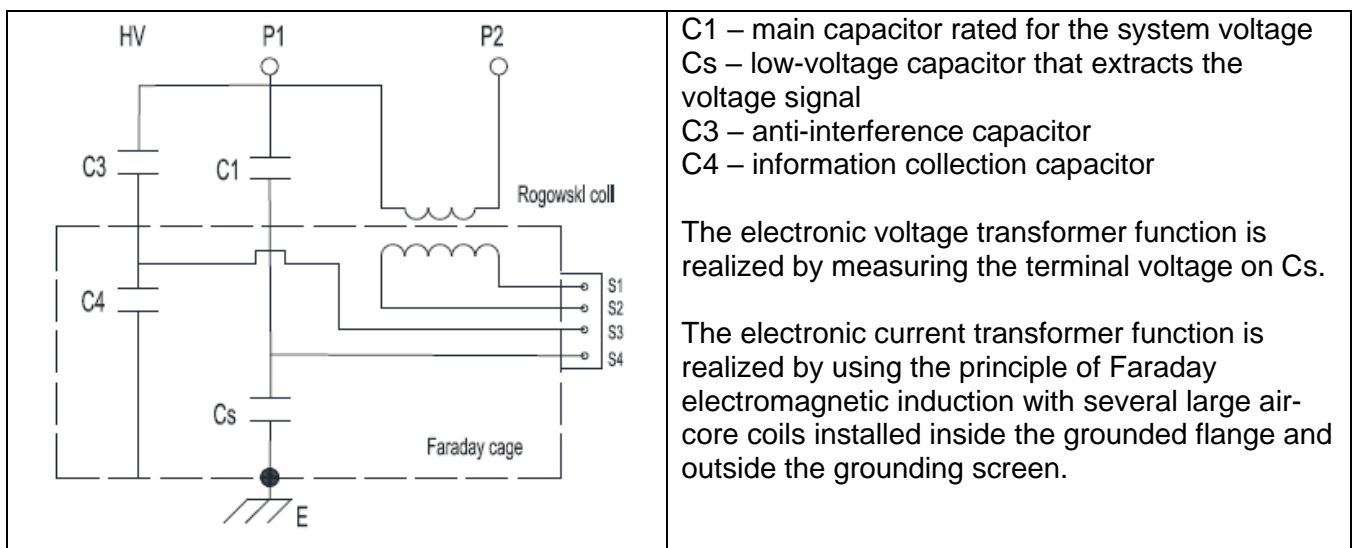 HV P1 P2
C3 C1
Rogowskl coll
C4
S1
S2
S3
S4
Cs
Faraday cage
E
C1 – main capacitor rated for the system voltage
Cs – low-voltage capacitor that extracts the
voltage signal
C3 – anti-interference capacitor
C4 – information collection capacitor
The electronic voltage transformer function is
realized by measuring the terminal voltage on Cs.
The electronic current transformer function is
realized by using the principle of Faraday
electromagnetic induction with several large air-
core coils installed inside the grounded flange and
outside the grounding screen.